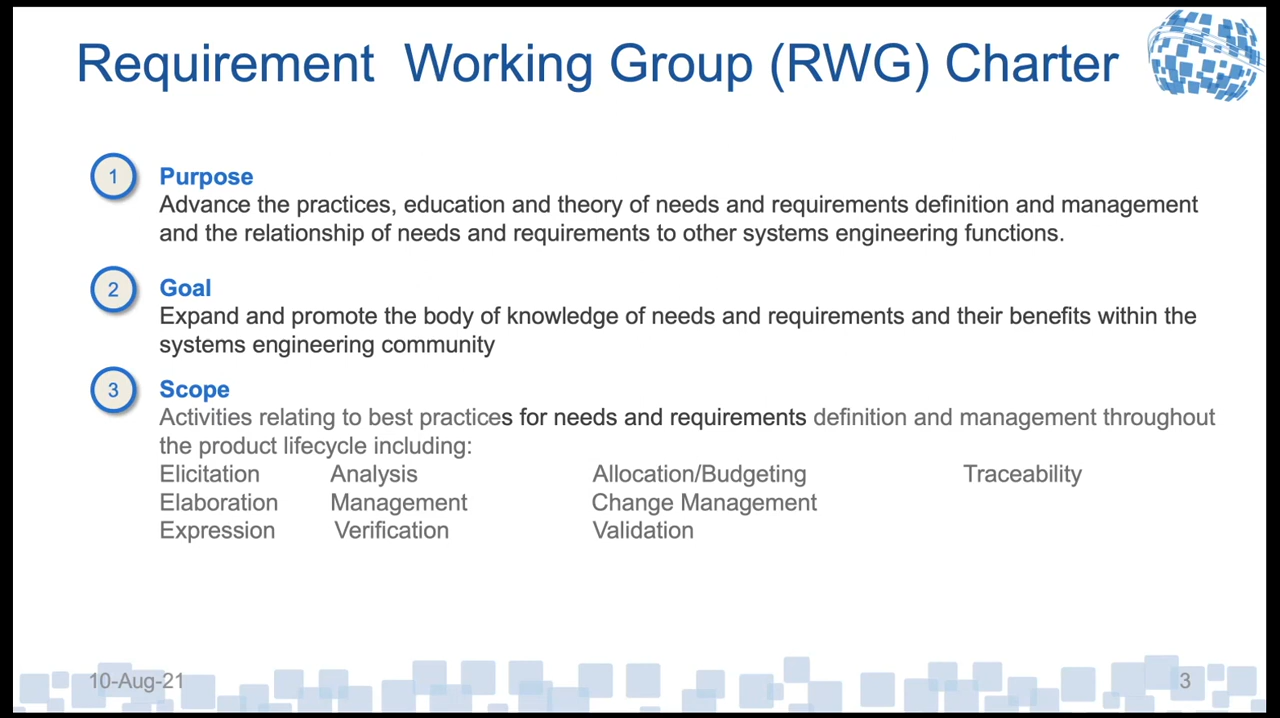 Requirement Working Group (RWG) Charter
1
Purpose
Advance the practices, education and theory of needs and requirements definition and management
and the relationship of needs and requirements to other systems engineering functions.
2
Goal
Expand and promote the body of knowledge of needs and requirements and their benefits within the
systems engineering community
3
Scope
Activities relating to best practices for needs and requirements definition and management throughout
the product lifecycle including:
Elicitation Analysis Allocation/Budgeting Traceability
Elaboration Management Change Management
Expression Verification Validation
10-Aug-21 3